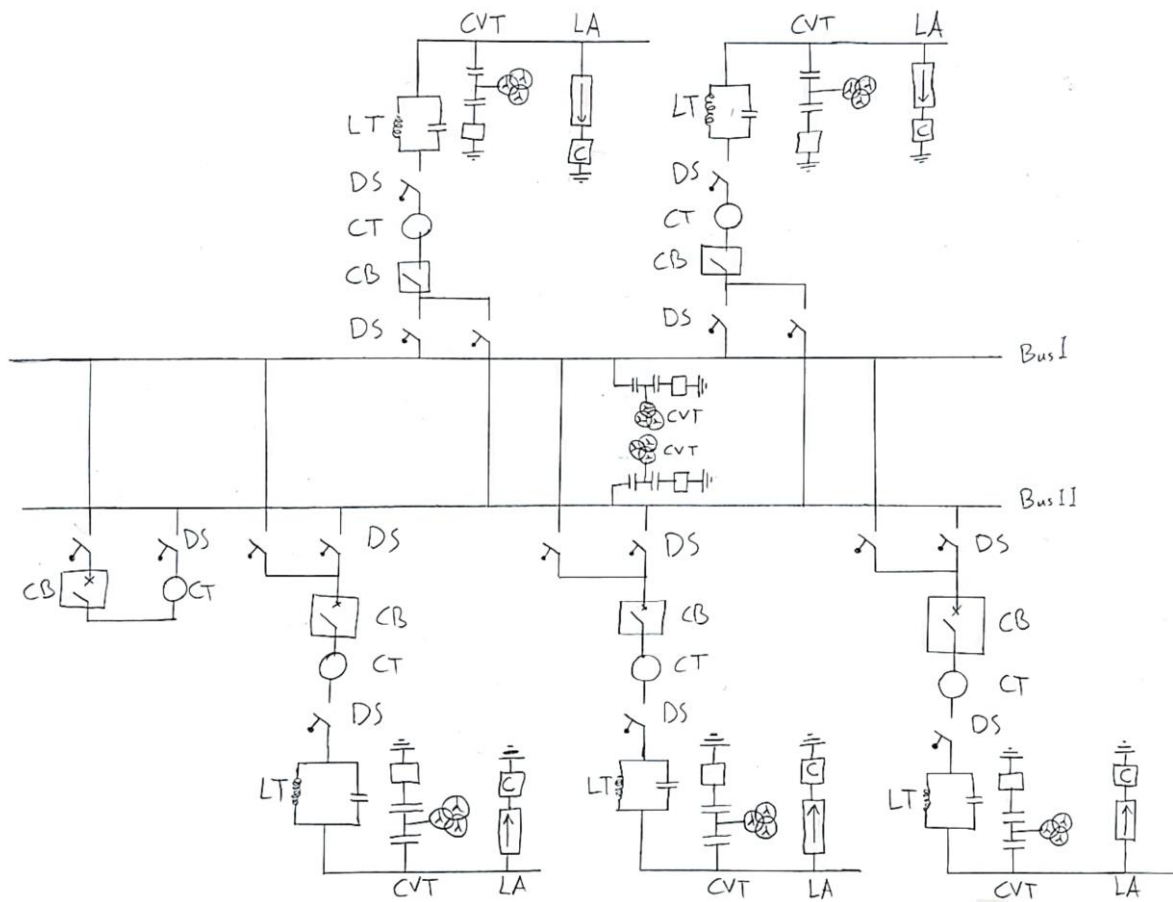 CVT LA CVT LA
LT LT
C C
DS DS
CT CT
CB CB
DS DS
Bus I
CVT
CVT
Bus II
DS DS DS DS
CB CT CB CB CB
CT CT CT
DS DS DS
C C C
LT LT LT
CVT LA CVT LA CVT LA